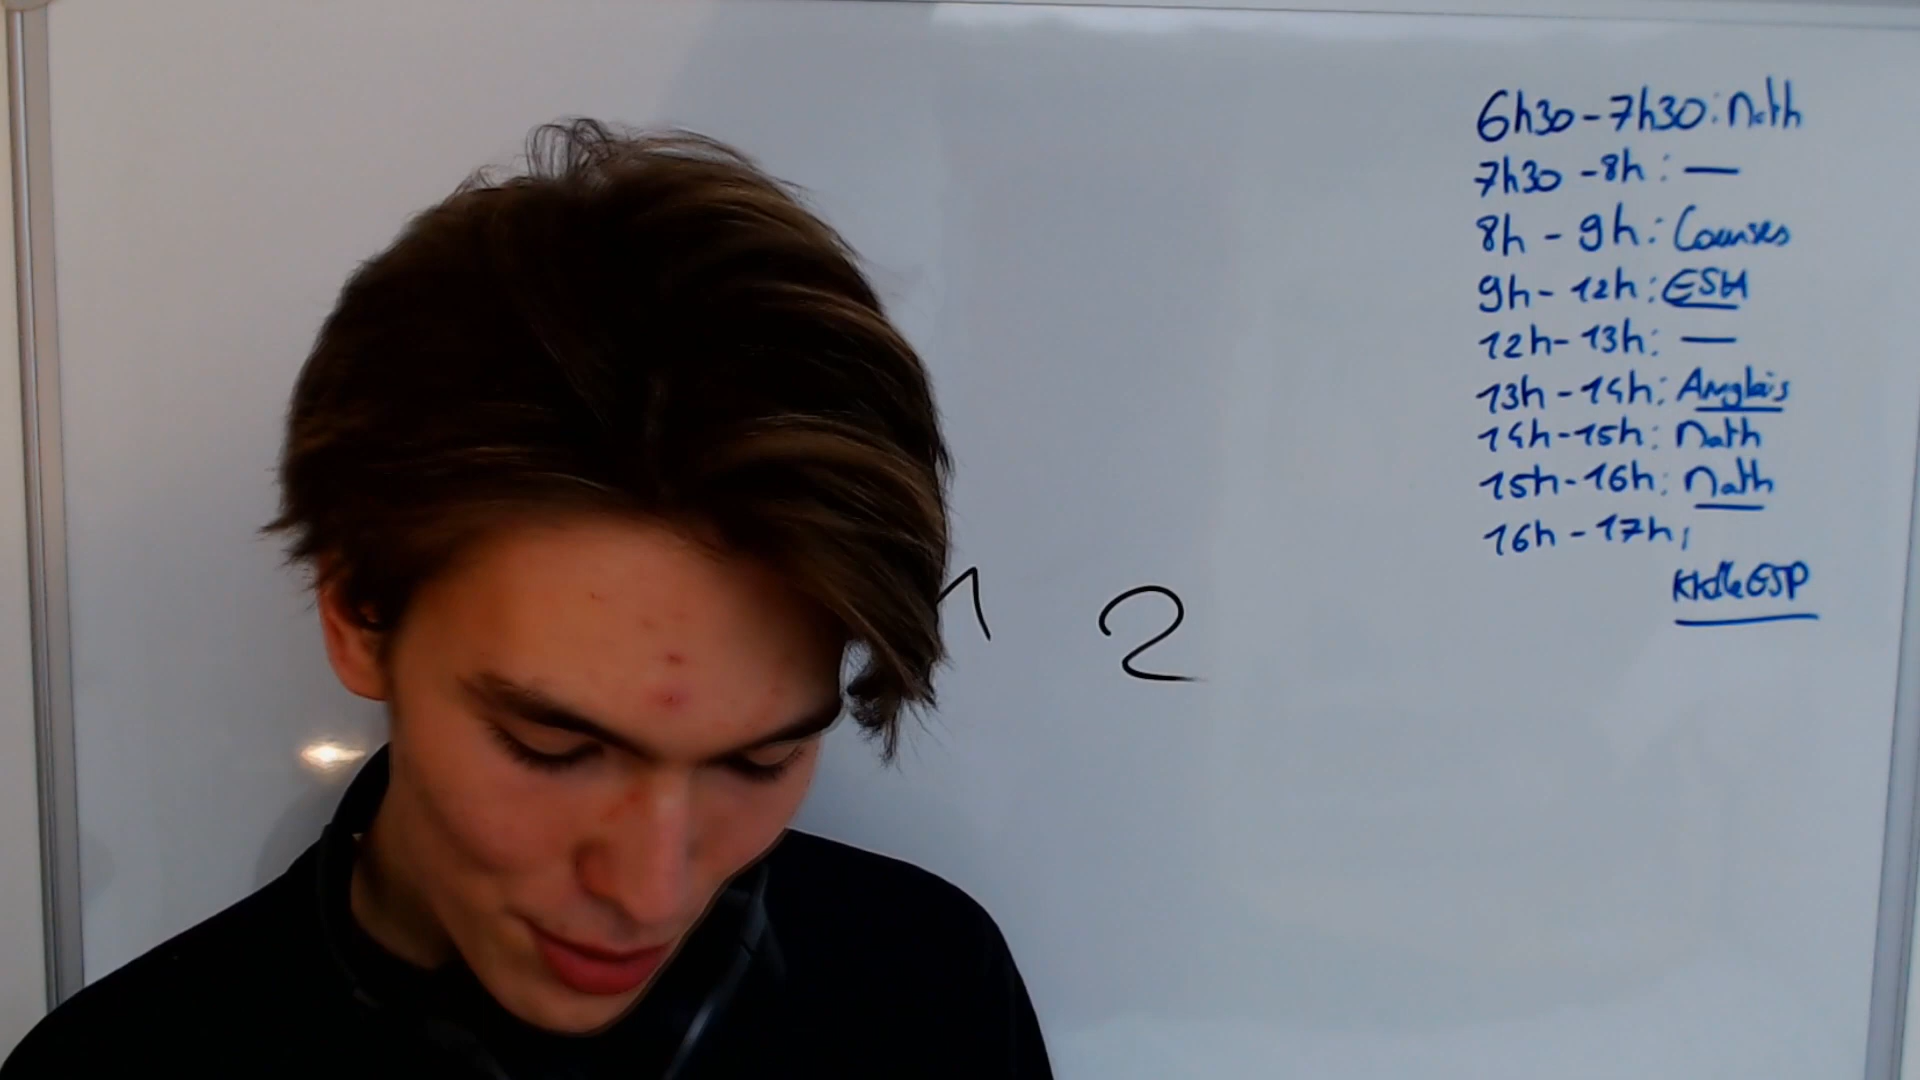 6h30-7h30: Math
7h30-8h: —
8h-9h: Courses
9h-12h: ESH
12h-13h: —
13h-14h: Anglais
14h-15h: Math
15h-16h: Math
16h-17h:
1 2